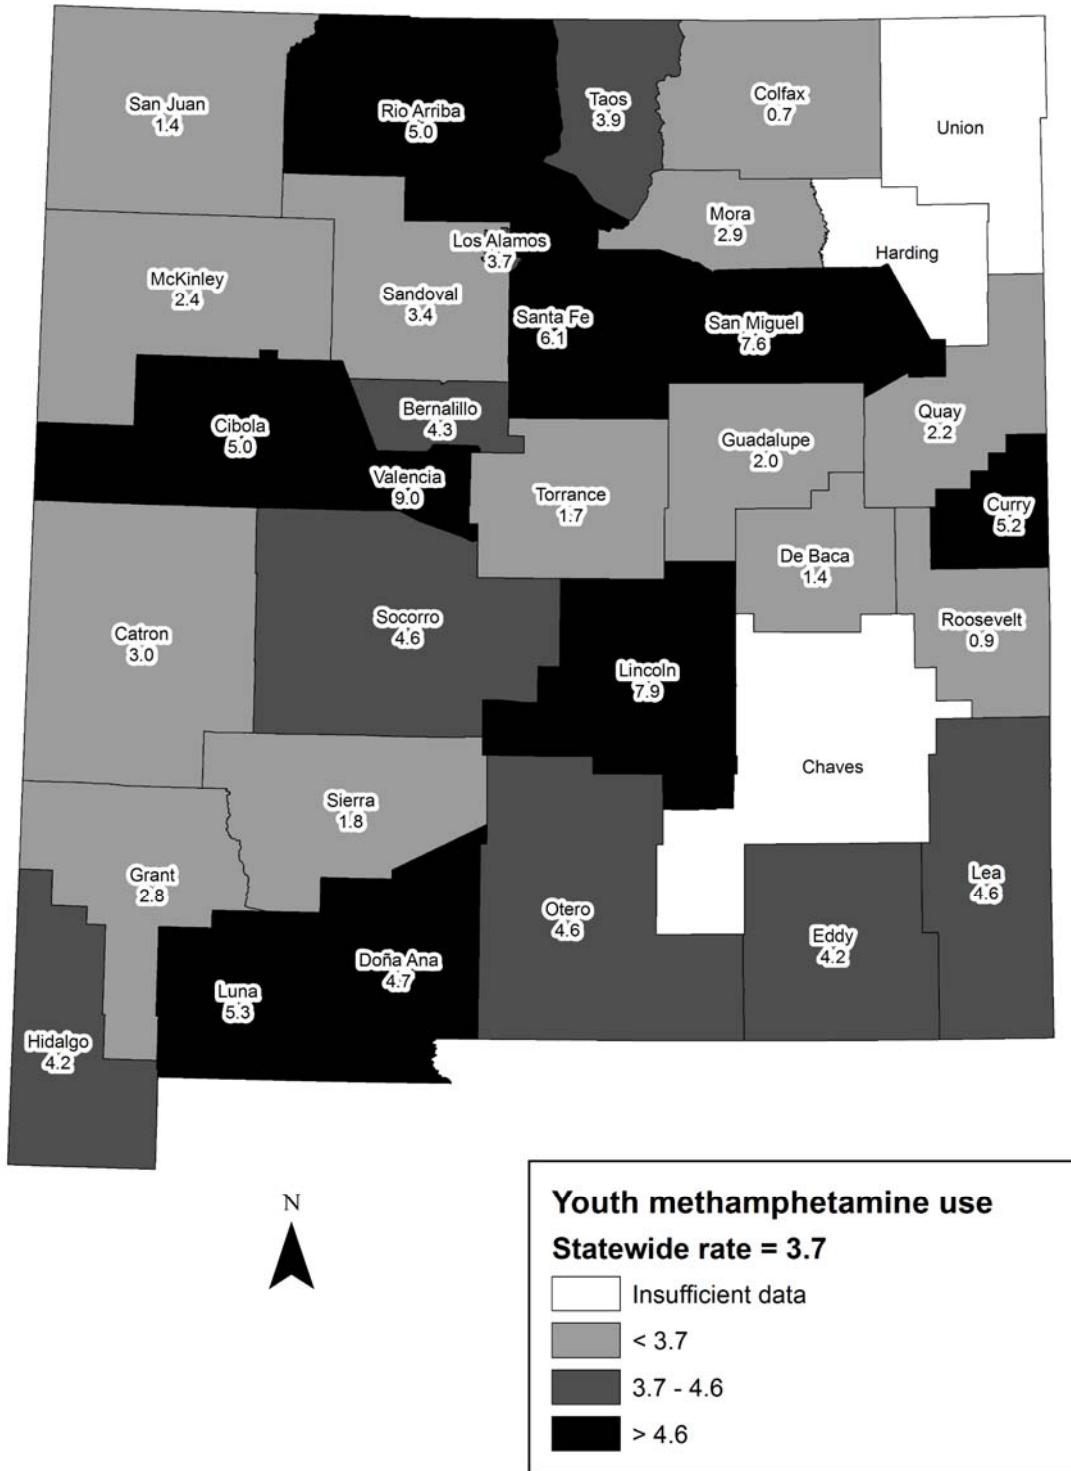 San Juan
1.4
Rio Arriba
5.0
Taos
3.9
Colfax
0.7
Union
Mora
2.9
Harding
Los Alamos
3.7
McKinley
2.4
Sandoval
3.4
Santa Fe
6.1
San Miguel
7.6
Cibola
5.0
Bernalillo
4.3
Quay
2.2
Guadalupe
2.0
Valencia
9.0
Torrance
1.7
Curry
5.2
De Baca
1.4
Catron
3.0
Socorro
4.6
Roosevelt
0.9
Lincoln
7.9
Chaves
Sierra
1.8
Grant
2.8
Lea
4.6
Otero
4.6
Eddy
4.2
Doña Ana
4.7
Luna
5.3
Hidalgo
4.2
N
Youth methamphetamine use
Statewide rate = 3.7
Insufficient data
< 3.7
3.7 - 4.6
> 4.6